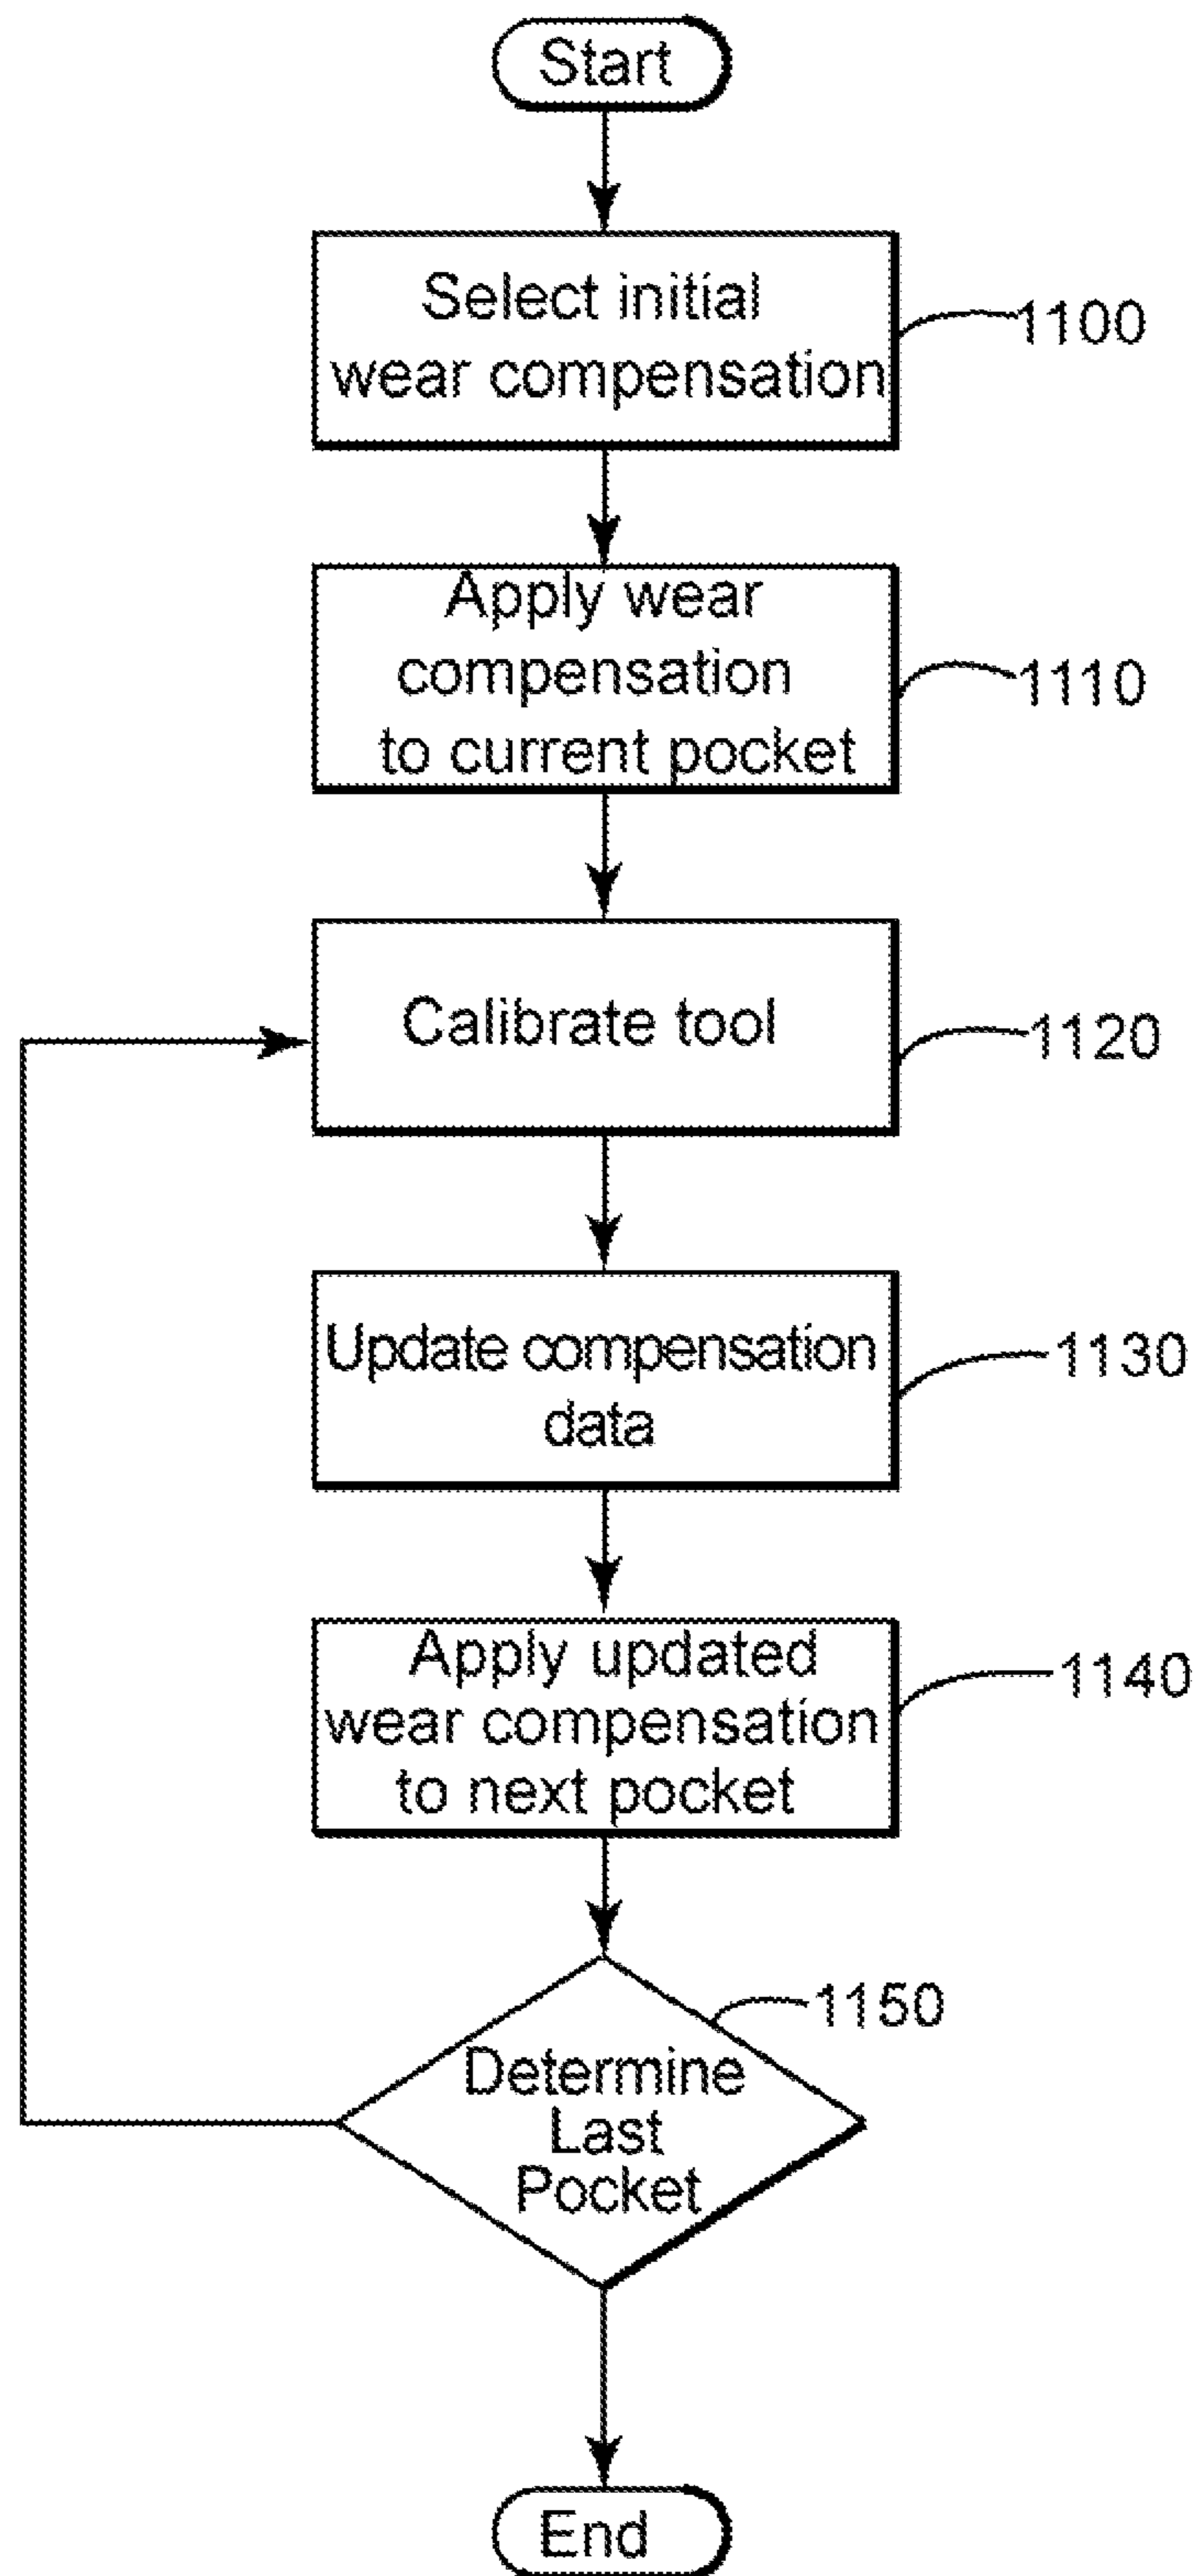 Start
Select initial
wear compensation
1100
Apply wear
compensation
to current pocket
1110
Calibrate tool
1120
Update compensation
data
1130
Apply updated
wear compensation
to next pocket
1140
1150
Determine
Last
Pocket
End